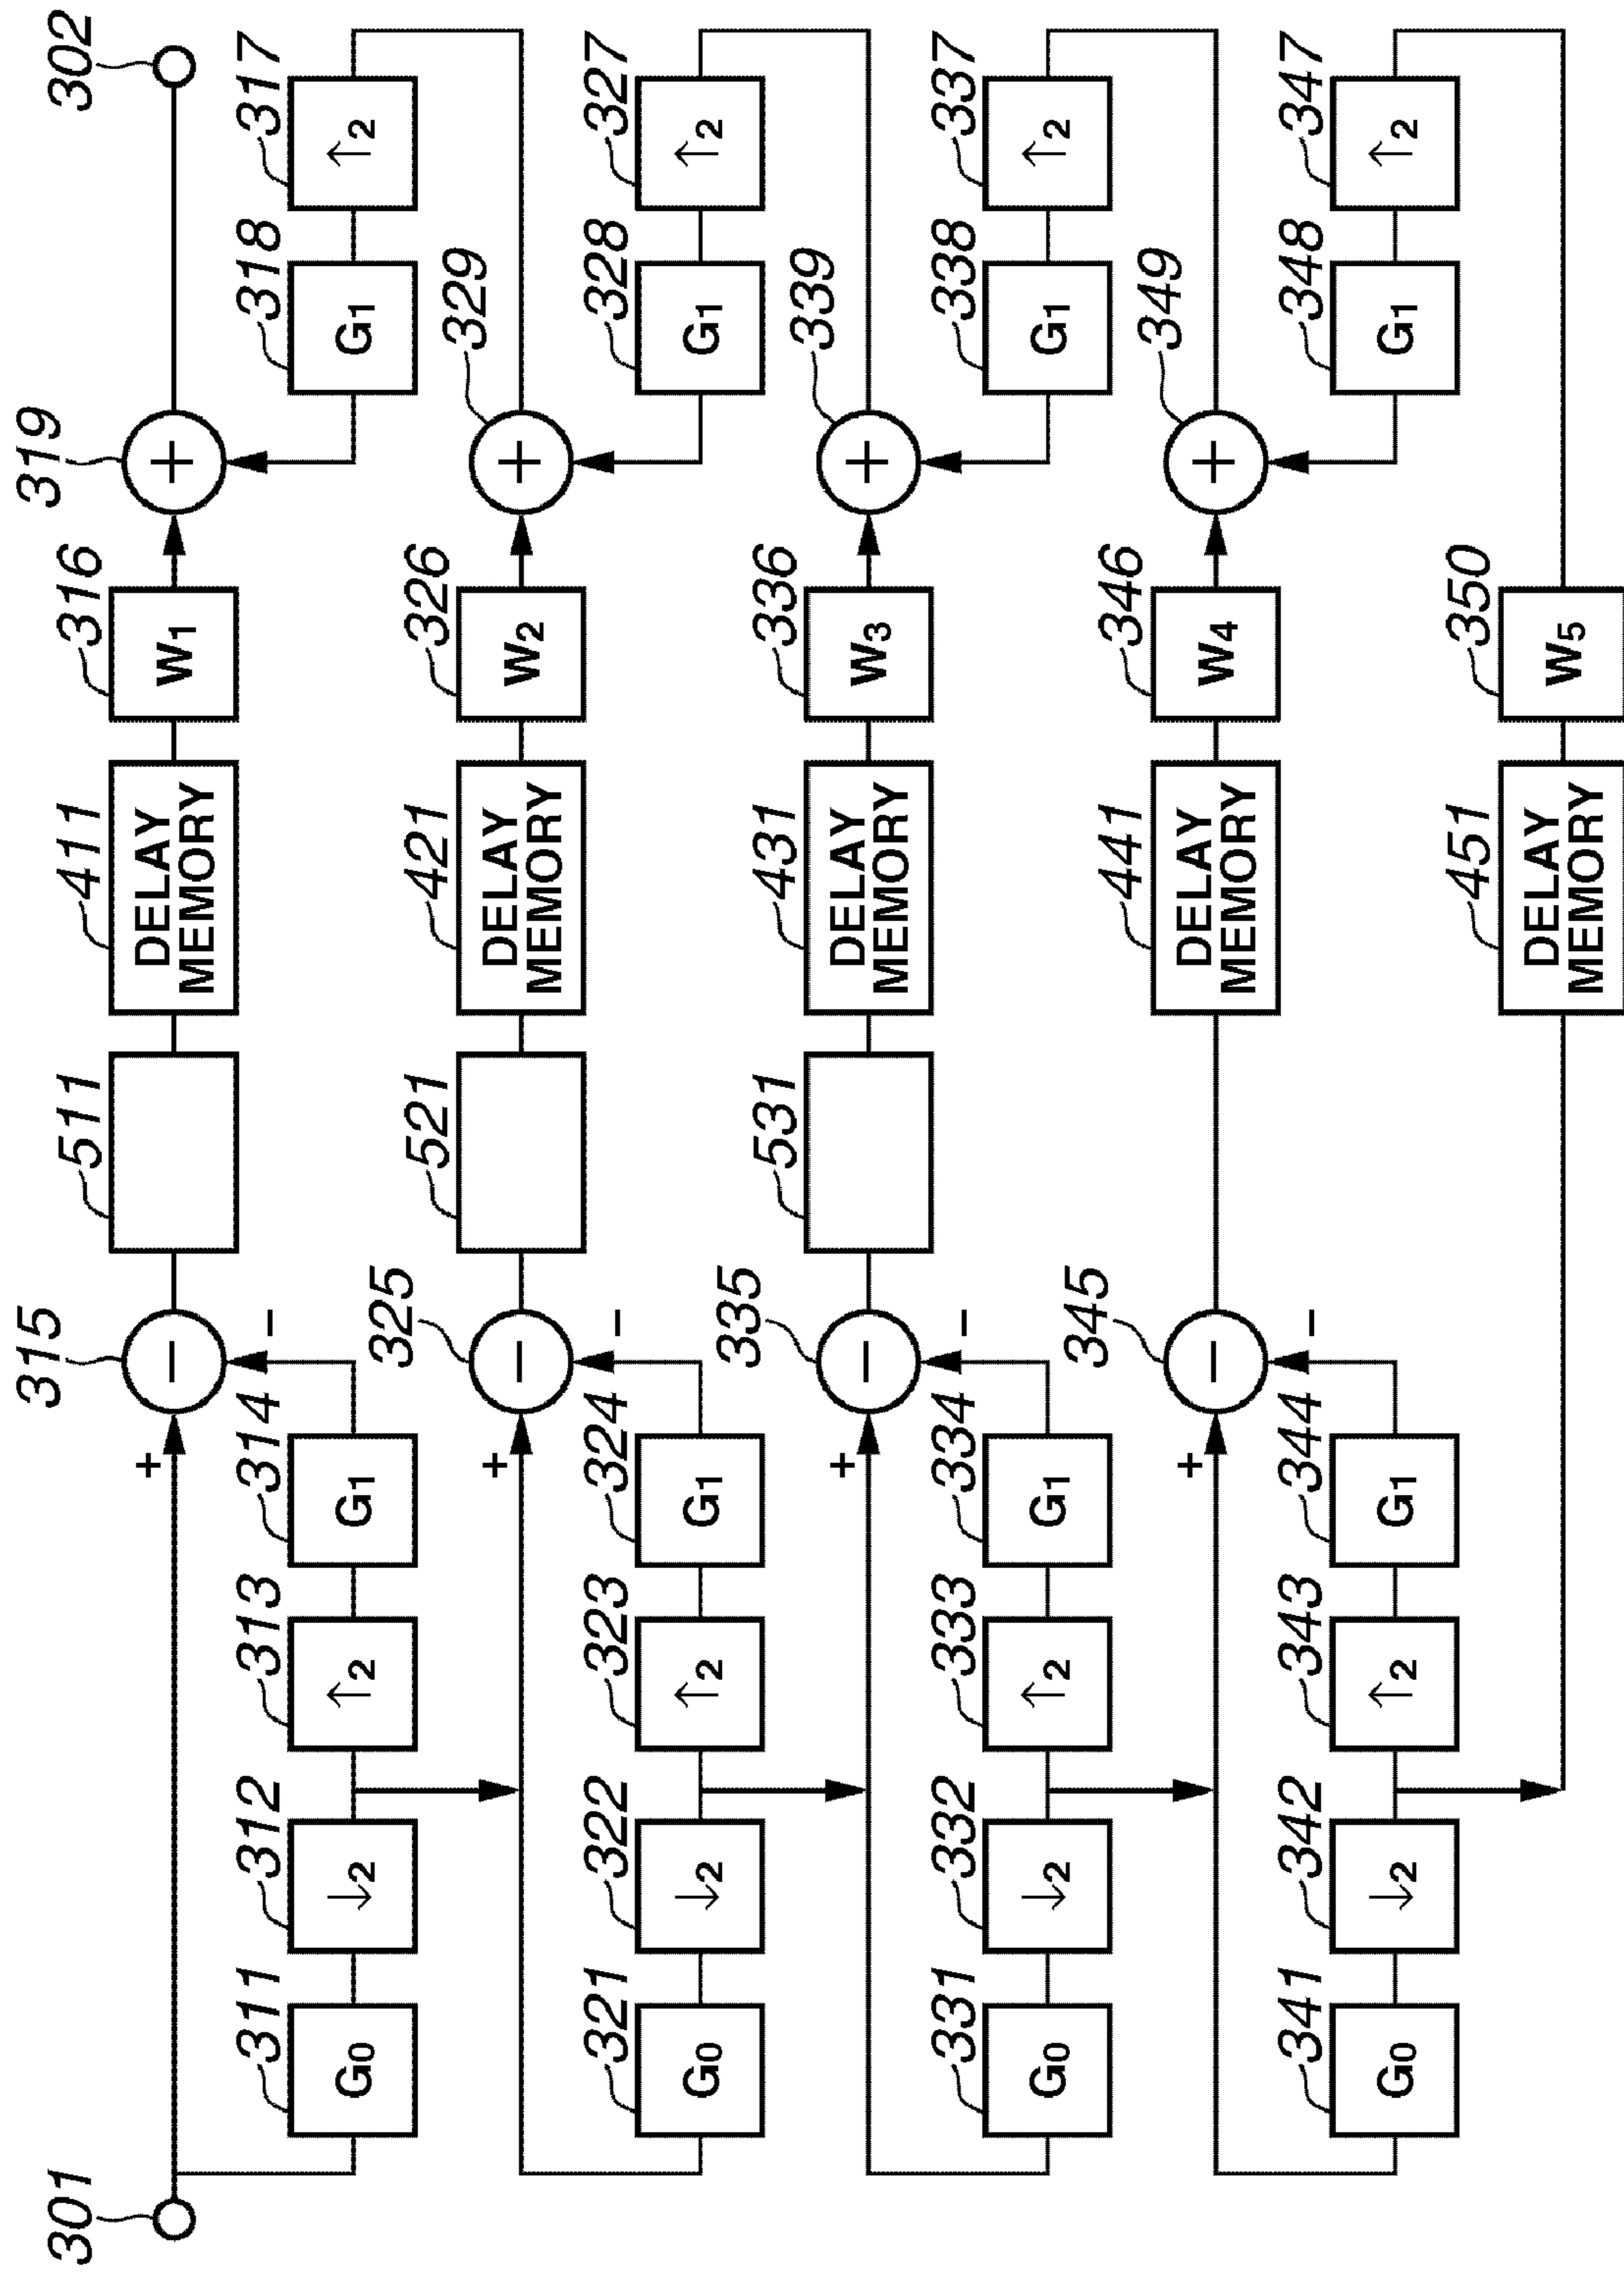 301
302
315
511
411
DELAY
MEMORY
316
W1
319
+
−
−
+
311
G0
312
↓2
313
↑2
314
G1
318
G1
317
↑2
325
521
421
DELAY
MEMORY
326
W2
329
+
−
−
+
321
G0
322
↓2
323
↑2
324
G1
328
G1
327
↑2
335
531
431
DELAY
MEMORY
336
W3
339
+
−
−
+
331
G0
332
↓2
333
↑2
334
G1
338
G1
337
↑2
345
441
DELAY
MEMORY
346
W4
349
+
−
−
+
341
G0
342
↓2
343
↑2
344
G1
348
G1
347
↑2
451
DELAY
MEMORY
350
W5